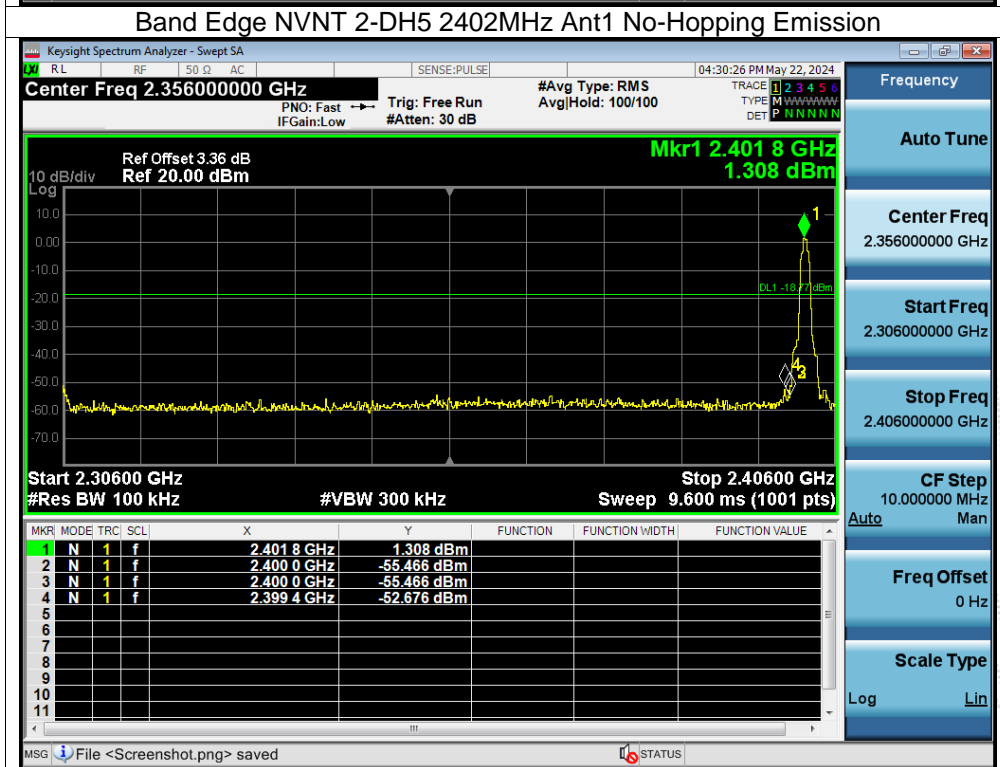 Band Edge NVNT 2-DH5 2402MHz Ant1 No-Hopping Emission
Keysight Spectrum Analyzer - Swept SA
LXI RL RF 50 Ω AC SENSE:PULSE 04:30:26 PM May 22, 2024
Center Freq 2.356000000 GHz #Avg Type: RMS TRACE 1 2 3 4 5 6
PNO: Fast Trig: Free Run Avg|Hold: 100/100 TYPE M WWWWW
IFGain:Low #Atten: 30 dB DET P N N N N N
Ref Offset 3.36 dB Mkr1 2.401 8 GHz
10 dB/div Ref 20.00 dBm 1.308 dBm
Log
10.0
0.00
-10.0
-20.0
-30.0
-40.0
-50.0
-60.0
-70.0
1
DL1 -18.77 dBm
4
3
Start 2.30600 GHz Stop 2.40600 GHz
#Res BW 100 kHz #VBW 300 kHz Sweep 9.600 ms (1001 pts)
MKR MODE TRC SCL X Y FUNCTION FUNCTION WIDTH FUNCTION VALUE
1 N 1 f 2.401 8 GHz 1.308 dBm
2 N 1 f 2.400 0 GHz -55.466 dBm
3 N 1 f 2.400 0 GHz -55.466 dBm
4 N 1 f 2.399 4 GHz -52.676 dBm
5
6
7
8
9
10
11
MSG File <Screenshot.png> saved STATUS
Frequency
Auto Tune
Center Freq
2.356000000 GHz
Start Freq
2.306000000 GHz
Stop Freq
2.406000000 GHz
CF Step
10.000000 MHz
Auto Man
Freq Offset
0 Hz
Scale Type
Log Lin